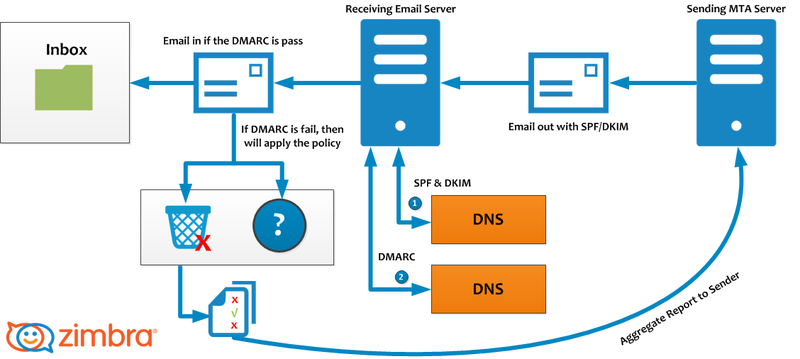 Receiving Email Server
Sending MTA Server
Inbox
Email in if the DMARC is pass
Email out with SPF/DKIM
If DMARC is fail, then
will apply the policy
SPF & DKIM
1
DNS
X
?
DMARC
2
DNS
X
√
X
Aggregate Report to Sender
zimbra®